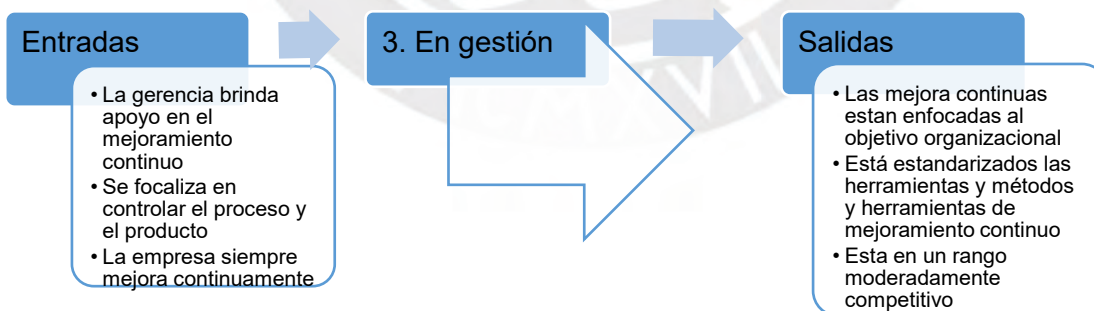 Entradas
• La gerencia brinda
apoyo en el
mejoramiento
continuo
• Se focaliza en
controlar el proceso y
el producto
• La empresa siempre
mejora continuamente
3. En gestión
Salidas
• Las mejora continuas
estan enfocadas al
objetivo organizacional
• Está estandarizados las
herramientas y métodos
y herramientas de
mejoramiento continuo
• Esta en un rango
moderadamente
competitivo